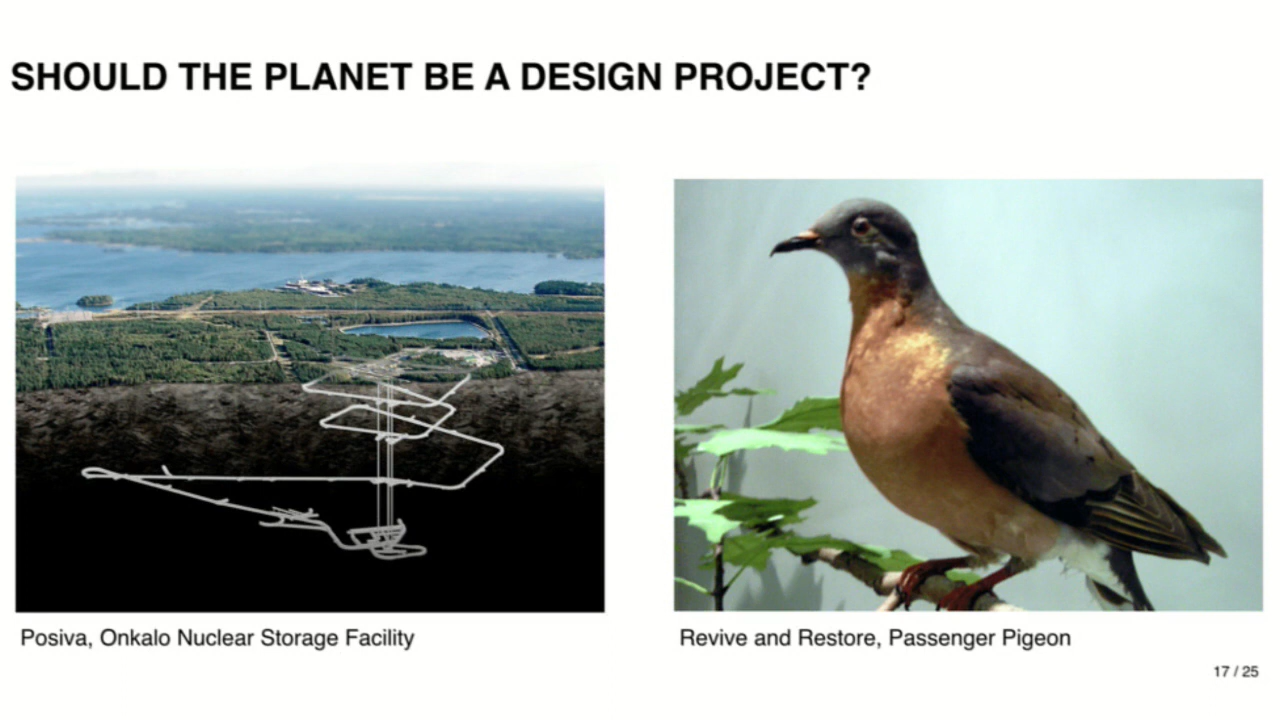 SHOULD THE PLANET BE A DESIGN PROJECT?
Posiva, Onkalo Nuclear Storage Facility
Revive and Restore, Passenger Pigeon
17 / 25